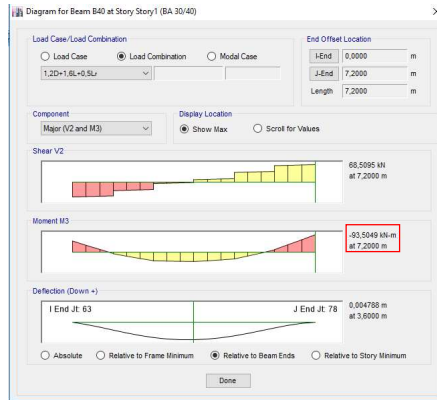 Diagram for Beam B40 at Story Story1 (BA 30/40)
Load Case/Load Combination
Load Case Load Combination Modal Case
1,2D+1,6L+0,5Lr
End Offset Location
I-End 0,0000 m
J-End 7,2000 m
Length 7,2000 m
Component
Major (V2 and M3)
Display Location
Show Max Scroll for Values
Shear V2
68,5095 kN
at 7,2000 m
Moment M3
-93,5049 kN-m
at 7,2000 m
Deflection (Down +)
I End Jt: 63 J End Jt: 78
0,004768 m
at 3,6000 m
Absolute Relative to Frame Minimum Relative to Beam Ends Relative to Story Minimum
Done